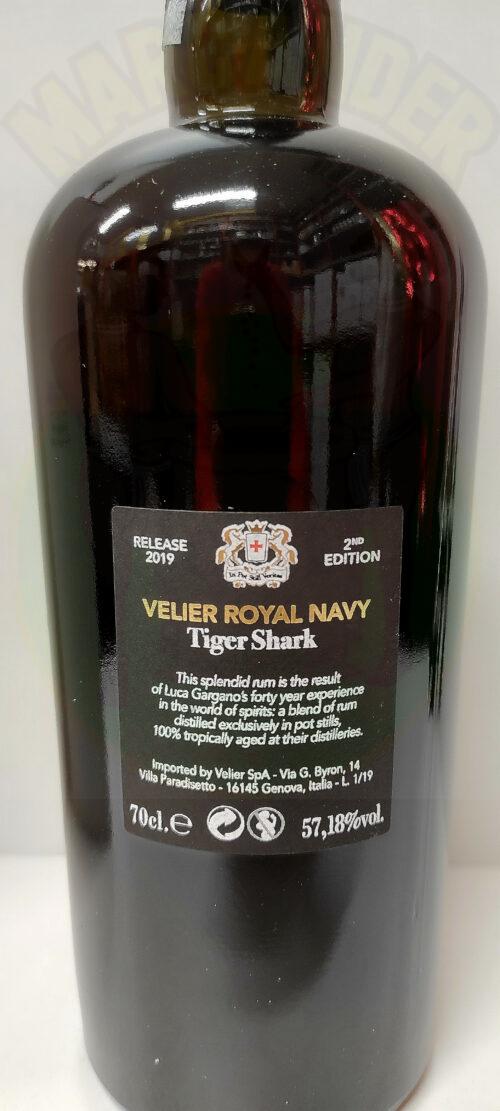 RELEASE
2019
2ND
EDITION
VELIER ROYAL NAVY
Tiger Shark
This splendid rum is the result
of Luca Gargano's forty year experience
in the world of spirits: a blend of rum
distilled exclusively in pot stills,
100% tropically aged at their distilleries.
Imported by Velier SpA - Via G. Byron, 14
Villa Paradisetto - 16145 Genova, Italia - L. 1/19
70cl.℮
57,18%vol.